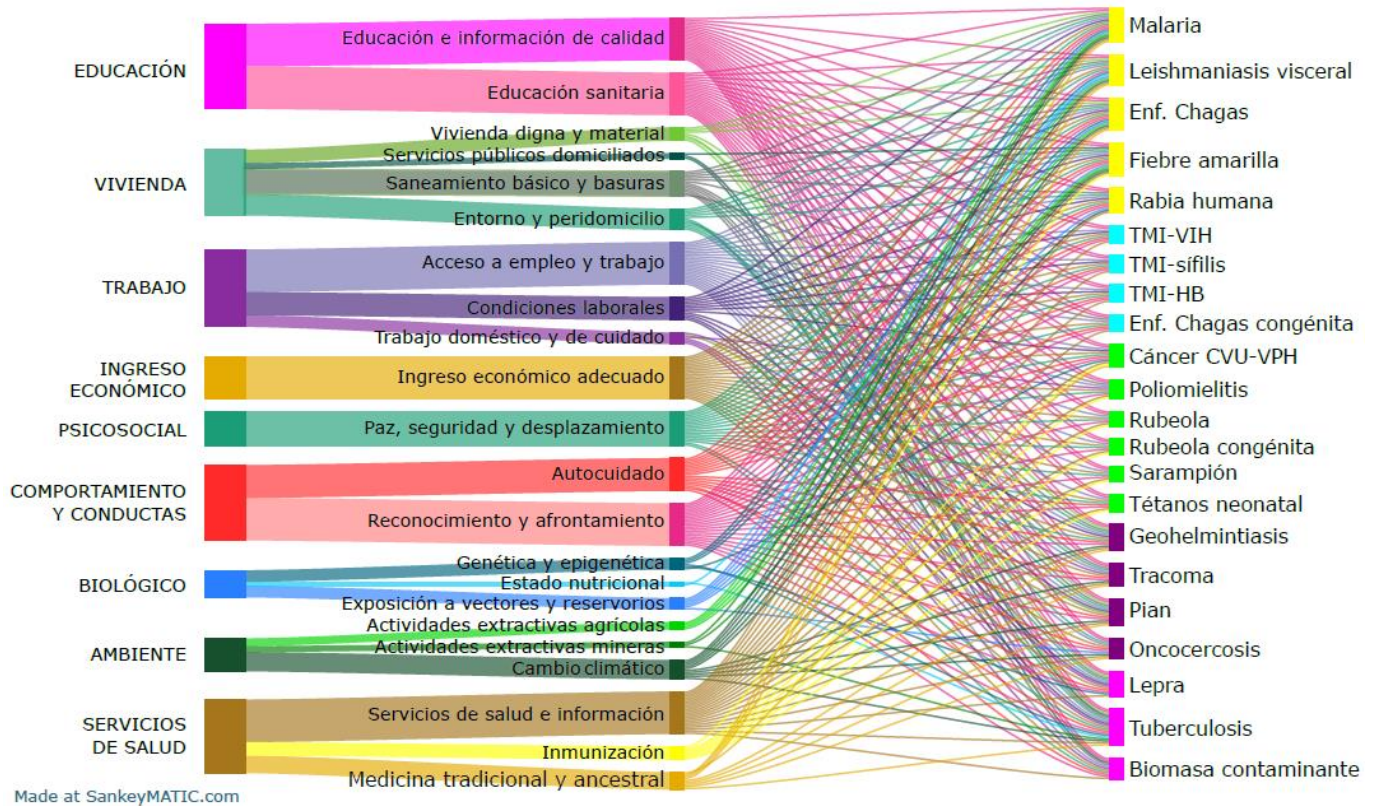 EDUCACIÓN
VIVIENDA
TRABAJO
INGRESO
ECONÓMICO
PSICOSOCIAL
COMPORTAMIENTO
Y CONDUCTAS
BIOLÓGICO
AMBIENTE
SERVICIOS
DE SALUD
Educación e información de calidad
Educación sanitaria
Vivienda digna y material
Servicios públicos domiciliados
Saneamiento básico y basuras
Entorno y peridomicilio
Acceso a empleo y trabajo
Condiciones laborales
Trabajo doméstico y de cuidado
Ingreso económico adecuado
Paz, seguridad y desplazamiento
Autocuidado
Reconocimiento y afrontamiento
Genética y epigenética
Estado nutricional
Exposición a vectores y reservorios
Actividades extractivas agrícolas
Actividades extractivas mineras
Cambio climático
Servicios de salud e información
Inmunización
Medicina tradicional y ancestral
Malaria
Leishmaniasis visceral
Enf. Chagas
Fiebre amarilla
Rabia humana
TMI-VIH
TMI-sífilis
TMI-HB
Enf. Chagas congénita
Cáncer CVU-VPH
Poliomielitis
Rubeola
Rubeola congénita
Sarampión
Tétanos neonatal
Geohelmintiasis
Tracoma
Pian
Oncocercosis
Lepra
Tuberculosis
Biomasa contaminante
Made at SankeyMATIC.com